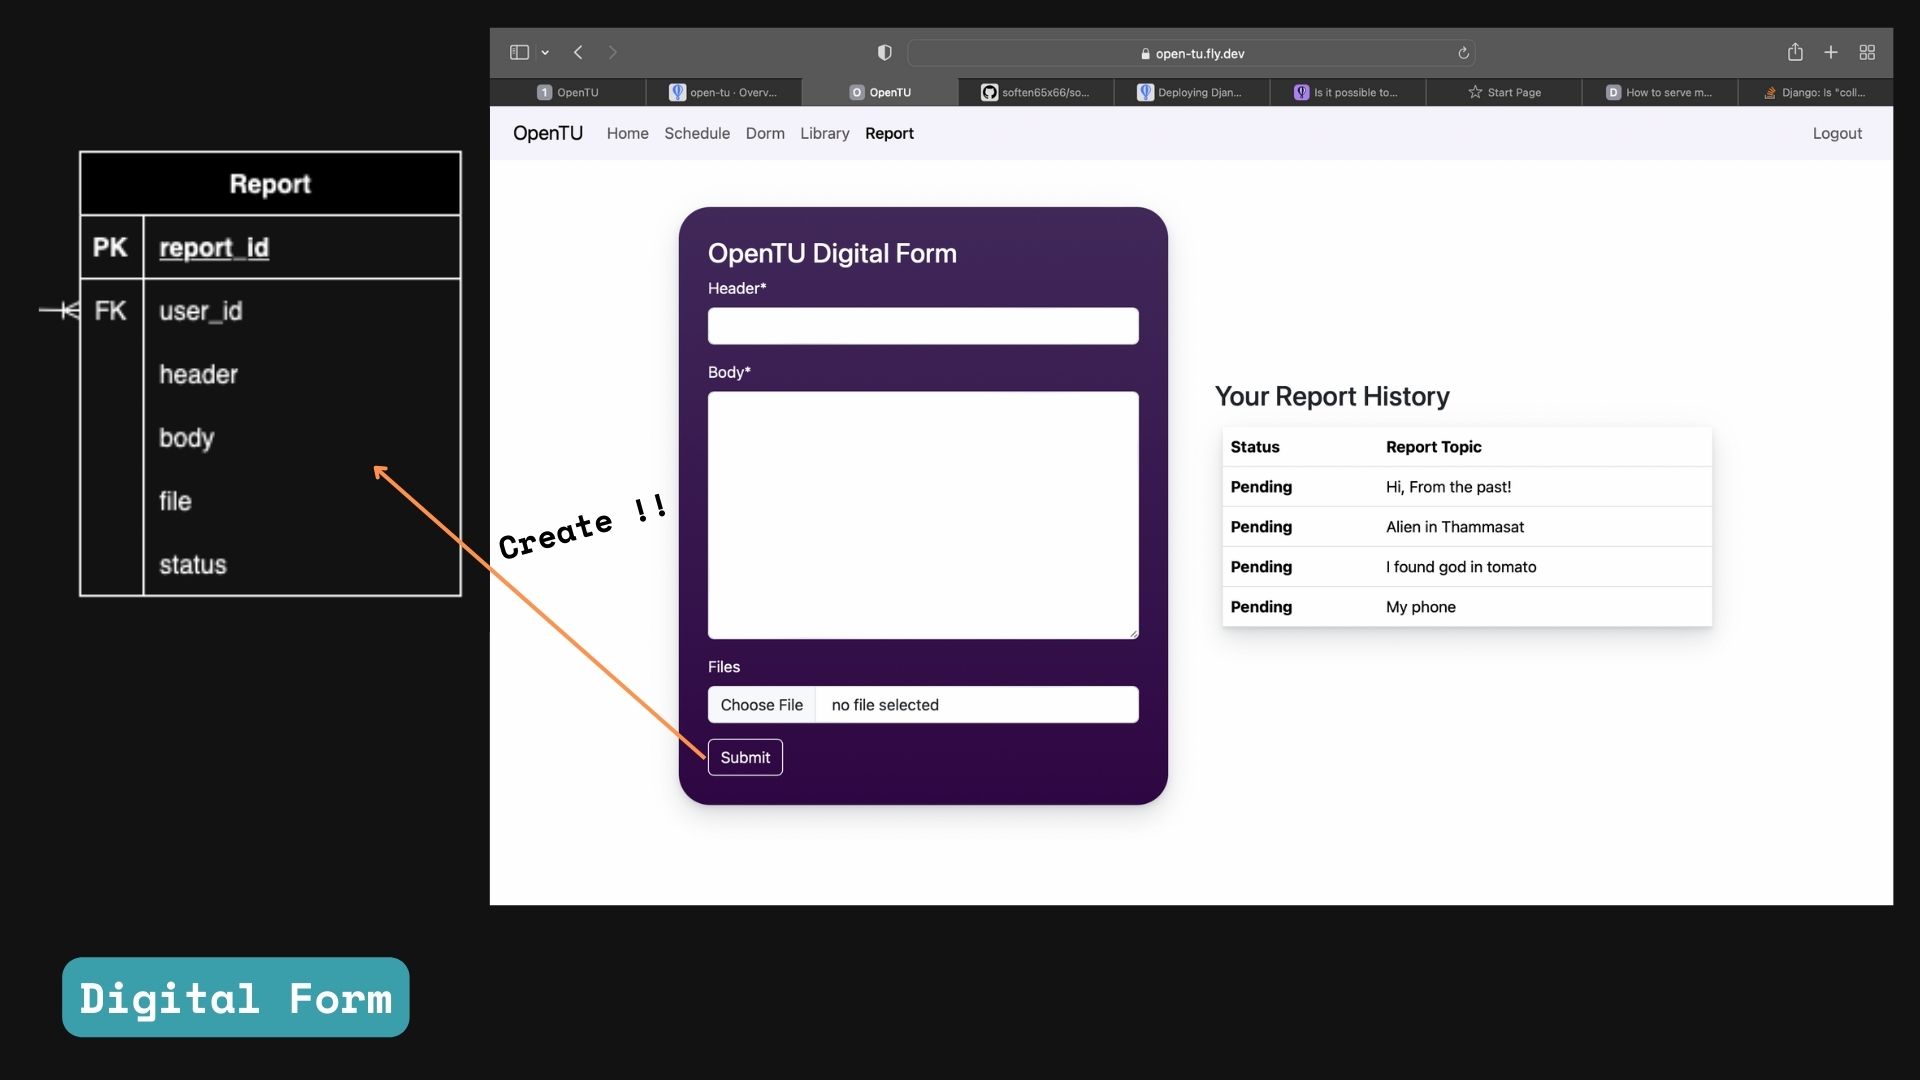 open-tu.fly.dev
1 OpenTU
open-tu · Overv...
O OpenTU
soften65x66/so...
Deploying Djan...
Is it possible to...
Start Page
D How to serve m...
Django: Is "coll...
OpenTU Home Schedule Dorm Library Report Logout
Report
PK report_id
FK user_id
header
body
file
status
Create !!
OpenTU Digital Form
Header*
Body*
Files
Choose File no file selected
Submit
Your Report History
Status Report Topic
Pending Hi, From the past!
Pending Alien in Thammasat
Pending I found god in tomato
Pending My phone
Digital Form